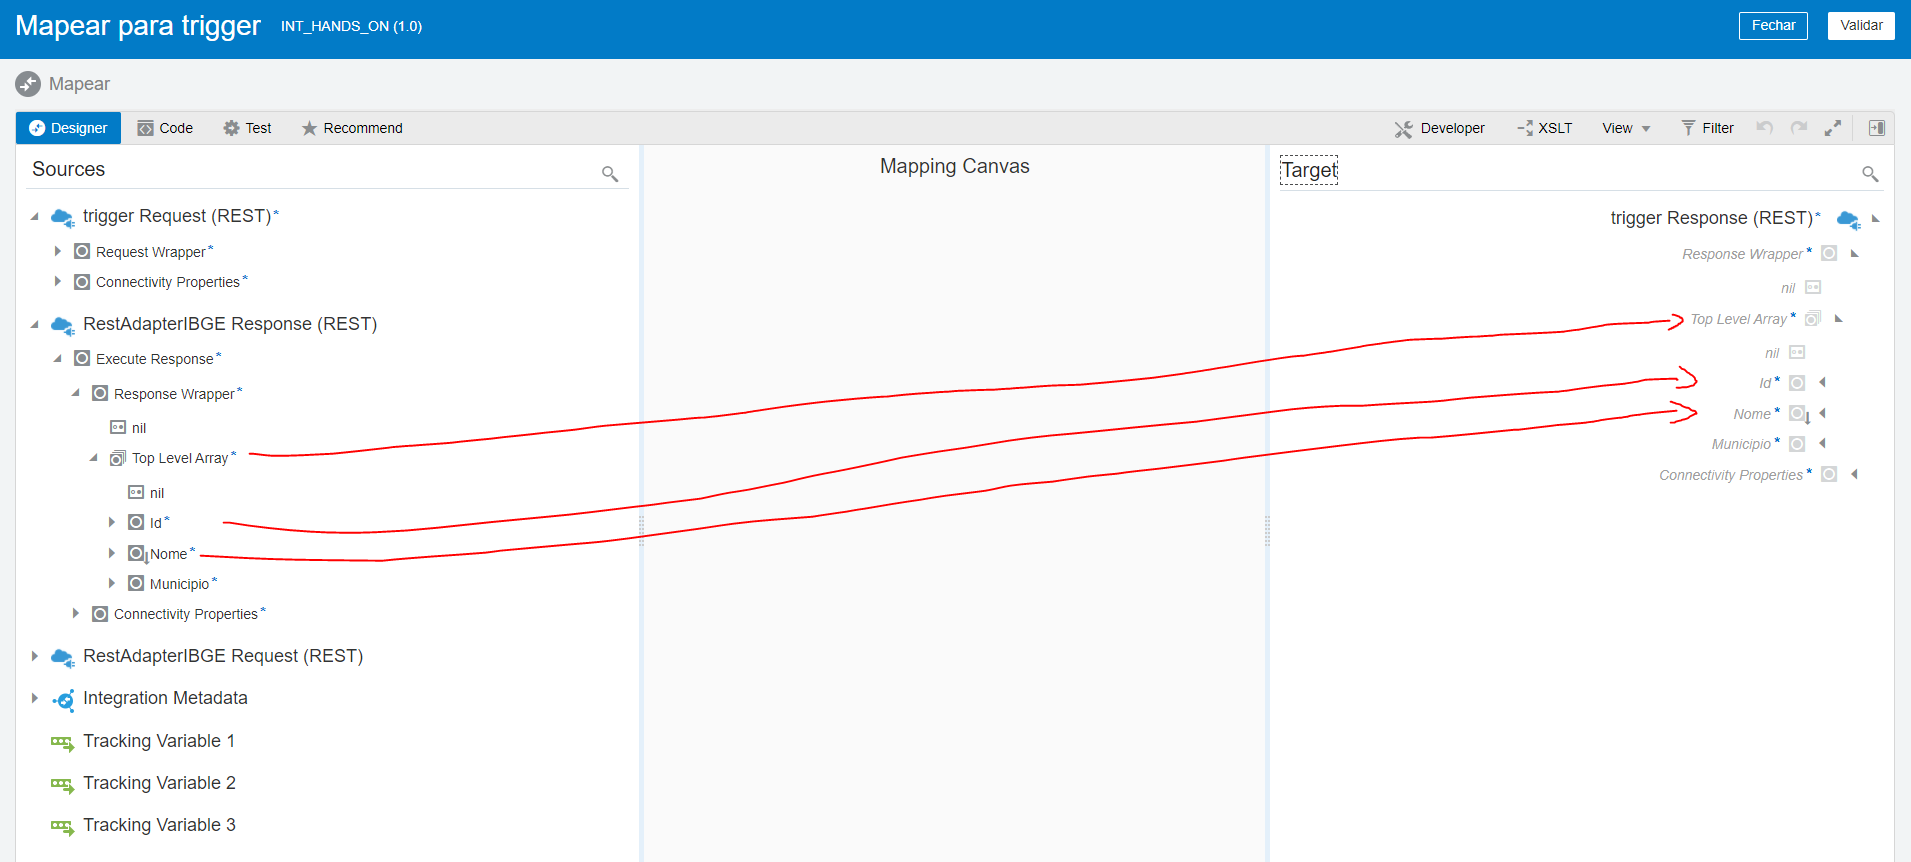 Mapear para trigger INT_HANDS_ON (1.0) Fechar Validar
Mapear
Designer Code Test Recommend Developer XSLT View Filter
Sources
Mapping Canvas
Target
trigger Request (REST)*
Request Wrapper*
Connectivity Properties*
RestAdapterIBGE Response (REST)
Execute Response*
Response Wrapper*
nil
Top Level Array*
nil
Id*
Nome*
Municipio*
Connectivity Properties*
RestAdapterIBGE Request (REST)
Integration Metadata
Tracking Variable 1
Tracking Variable 2
Tracking Variable 3
trigger Response (REST)*
Response Wrapper*
nil
Top Level Array*
nil
Id*
Nome*
Municipio*
Connectivity Properties*